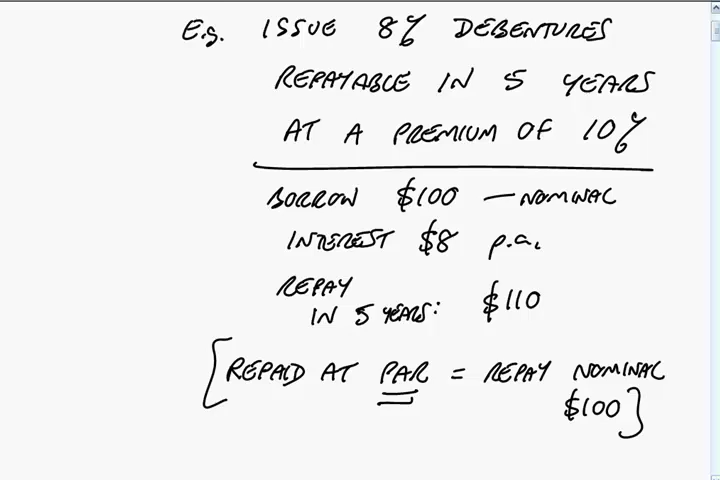 E.g. ISSUE 8% DEBENTURES
REPAYABLE IN 5 YEARS
AT A PREMIUM OF 10%
BORROW $100 — NOMINAL
INTEREST $8 p.a.
REPAY
IN 5 YEARS: $110
[REPAID AT PAR = REPAY NOMINAL
$100]